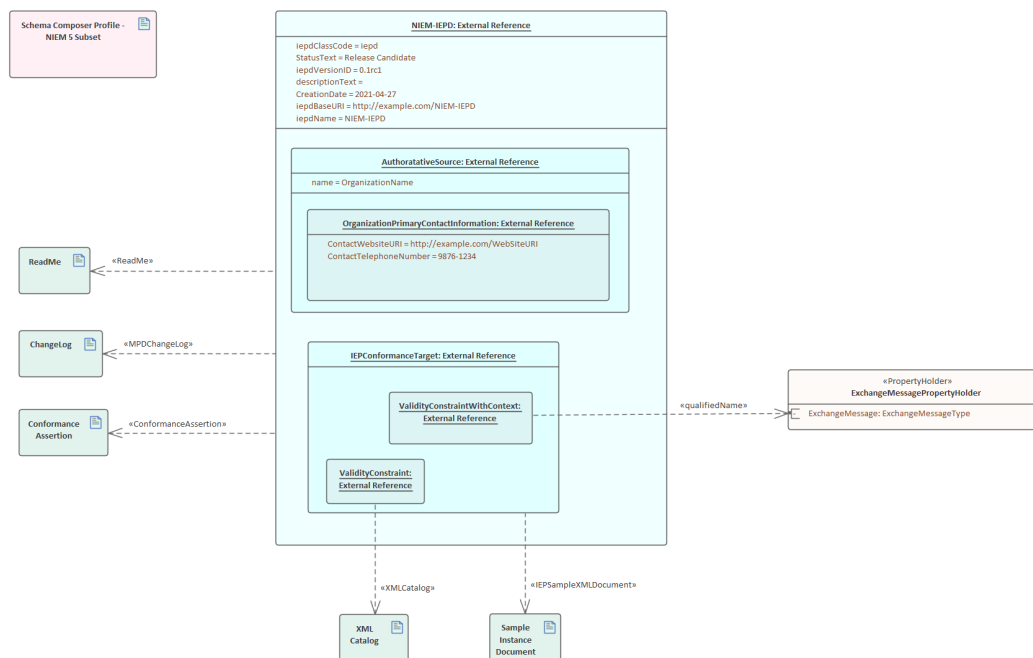 Schema Composer Profile -
NIEM 5 Subset
NIEM-IEPD: External Reference
iepdClassCode = iepd
StatusText = Release Candidate
iepdVersionID = 0.1rc1
descriptionText =
CreationDate = 2021-04-27
iepdBaseURI = http://example.com/NIEM-IEPD
iepdName = NIEM-IEPD
AuthoratativeSource: External Reference
name = OrganizationName
OrganizationPrimaryContactInformation: External Reference
ContactWebsiteURI = http://example.com/WebSiteURI
ContactTelephoneNumber = 9876-1234
ReadMe
«ReadMe»
ChangeLog
«MPDChangeLog»
Conformance
Assertion
«ConformanceAssertion»
IEPConformanceTarget: External Reference
ValidityConstraintWithContext:
External Reference
«qualifiedName»
«PropertyHolder»
ExchangeMessagePropertyHolder
ExchangeMessage: ExchangeMessageType
ValidityConstraint:
External Reference
«XMLCatalog»
«IEPSampleXMLDocument»
XML
Catalog
Sample
Instance
Document